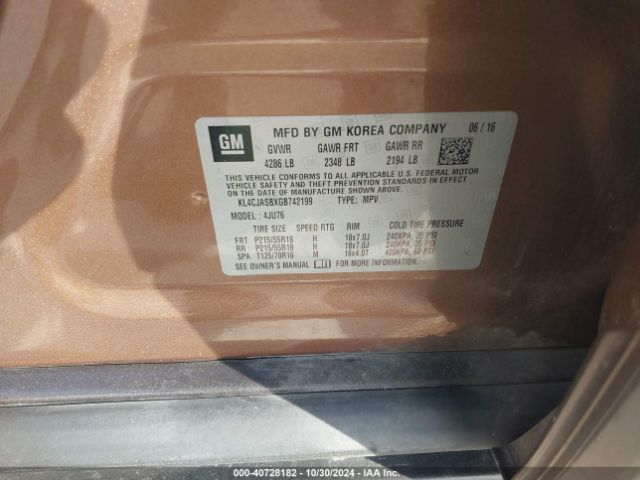 GM
MFD BY GM KOREA COMPANY 06/16
GVWR GAWR FRT GAWR RR
4286 LB 2348 LB 2194 LB
THIS VEHICLE CONFORMS TO ALL APPLICABLE U.S. FEDERAL MOTOR
VEHICLE SAFETY, BUMPER, AND THEFT PREVENTION STANDARDS IN
EFFECT ON THE DATE OF MANUFACTURE SHOWN ABOVE.
KL4CJASBXGB742199 TYPE: MPV
MODEL: 4JU76
TIRE SIZE SPEED RTG RIM COLD TIRE PRESSURE
FRT P215/55R18 H 18x7.0J 240KPA, 35 PSI
RR P215/55R18 H 18x7.0J 240KPA, 35 PSI
SPA T125/70R16 M 16x4.0T 420KPA, 60 PSI
SEE OWNER'S MANUAL FOR MORE INFORMATION.
000-40728182 - 10/30/2024 - IAA Inc.